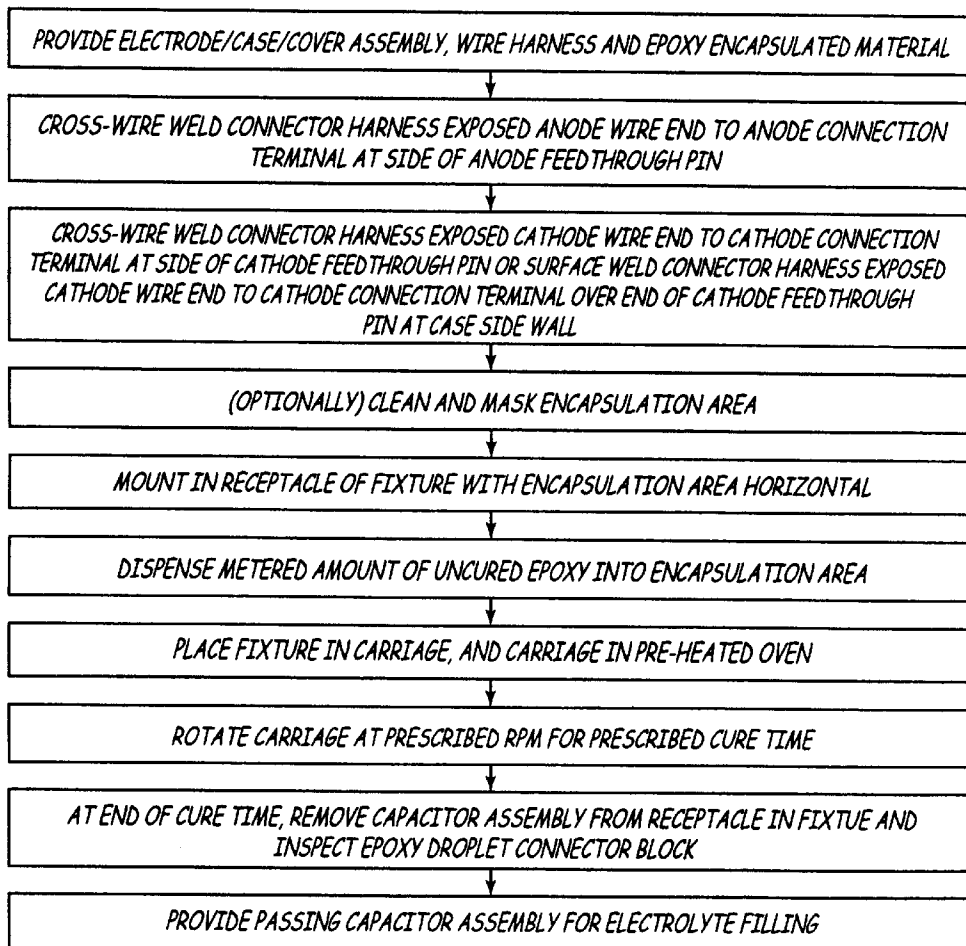 PROVIDE ELECTRODE/CASE/COVER ASSEMBLY, WIRE HARNESS AND EPOXY ENCAPSULATED MATERIAL
CROSS-WIRE WELD CONNECTOR HARNESS EXPOSED ANODE WIRE END TO ANODE CONNECTION
TERMINAL AT SIDE OF ANODE FEEDTHROUGH PIN
CROSS-WIRE WELD CONNECTOR HARNESS EXPOSED CATHODE WIRE END TO CATHODE CONNECTION
TERMINAL AT SIDE OF CATHODE FEEDTHROUGH PIN OR SURFACE WELD CONNECTOR HARNESS EXPOSED
CATHODE WIRE END TO CATHODE CONNECTION TERMINAL OVER END OF CATHODE FEEDTHROUGH
PIN AT CASE SIDE WALL
(OPTIONALLY) CLEAN AND MASK ENCAPSULATION AREA
MOUNT IN RECEPTACLE OF FIXTURE WITH ENCAPSULATION AREA HORIZONTAL
DISPENSE METERED AMOUNT OF UNCURED EPOXY INTO ENCAPSULATION AREA
PLACE FIXTURE IN CARRIAGE, AND CARRIAGE IN PRE-HEATED OVEN
ROTATE CARRIAGE AT PRESCRIBED RPM FOR PRESCRIBED CURE TIME
AT END OF CURE TIME, REMOVE CAPACITOR ASSEMBLY FROM RECEPTACLE IN FIXTUE AND
INSPECT EPOXY DROPLET CONNECTOR BLOCK
PROVIDE PASSING CAPACITOR ASSEMBLY FOR ELECTROLYTE FILLING